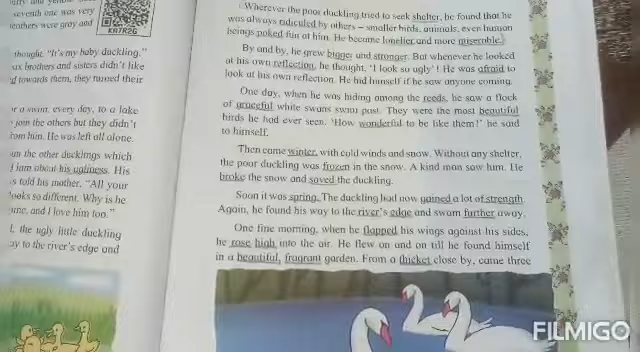 seventh one was very
brothers were grey and
KR7R2G
thought. "It's my baby duckling."
brothers and sisters didn't like
towards them, they turned their
a swim, every day, to a lake
join the others but they didn't
him. He was left all alone.
the other ducklings which
I am about his ugliness. His
told his mother, "All your
looks so different. Why is he
and I love him too."
the ugly little duckling
to the river's edge and
Wherever the poor duckling tried to seek shelter, he found that he
was always ridiculed by others – smaller birds, animals, even human
beings poked fun at him. He became lonelier and more miserable.
By and by, he grew bigger and stronger. But whenever he looked
at his own reflection, he thought, 'I look so ugly'! He was afraid to
look at his own reflection. He hid himself if he saw anyone coming.
One day, when he was hiding among the reeds, he saw a flock
of graceful white swans swim past. They were the most beautiful
birds he had ever seen. 'How wonderful to be like them!' he said
to himself.
Then came winter, with cold winds and snow. Without any shelter,
the poor duckling was frozen in the snow. A kind man saw him. He
broke the snow and saved the duckling.
Soon it was spring. The duckling had now gained a lot of strength.
Again, he found his way to the river's edge and swam further away.
One fine morning, when he flapped his wings against his sides,
he rose high into the air. He flew on and on till he found himself
in a beautiful, fragrant garden. From a thicket close by, came three
FILMIGO